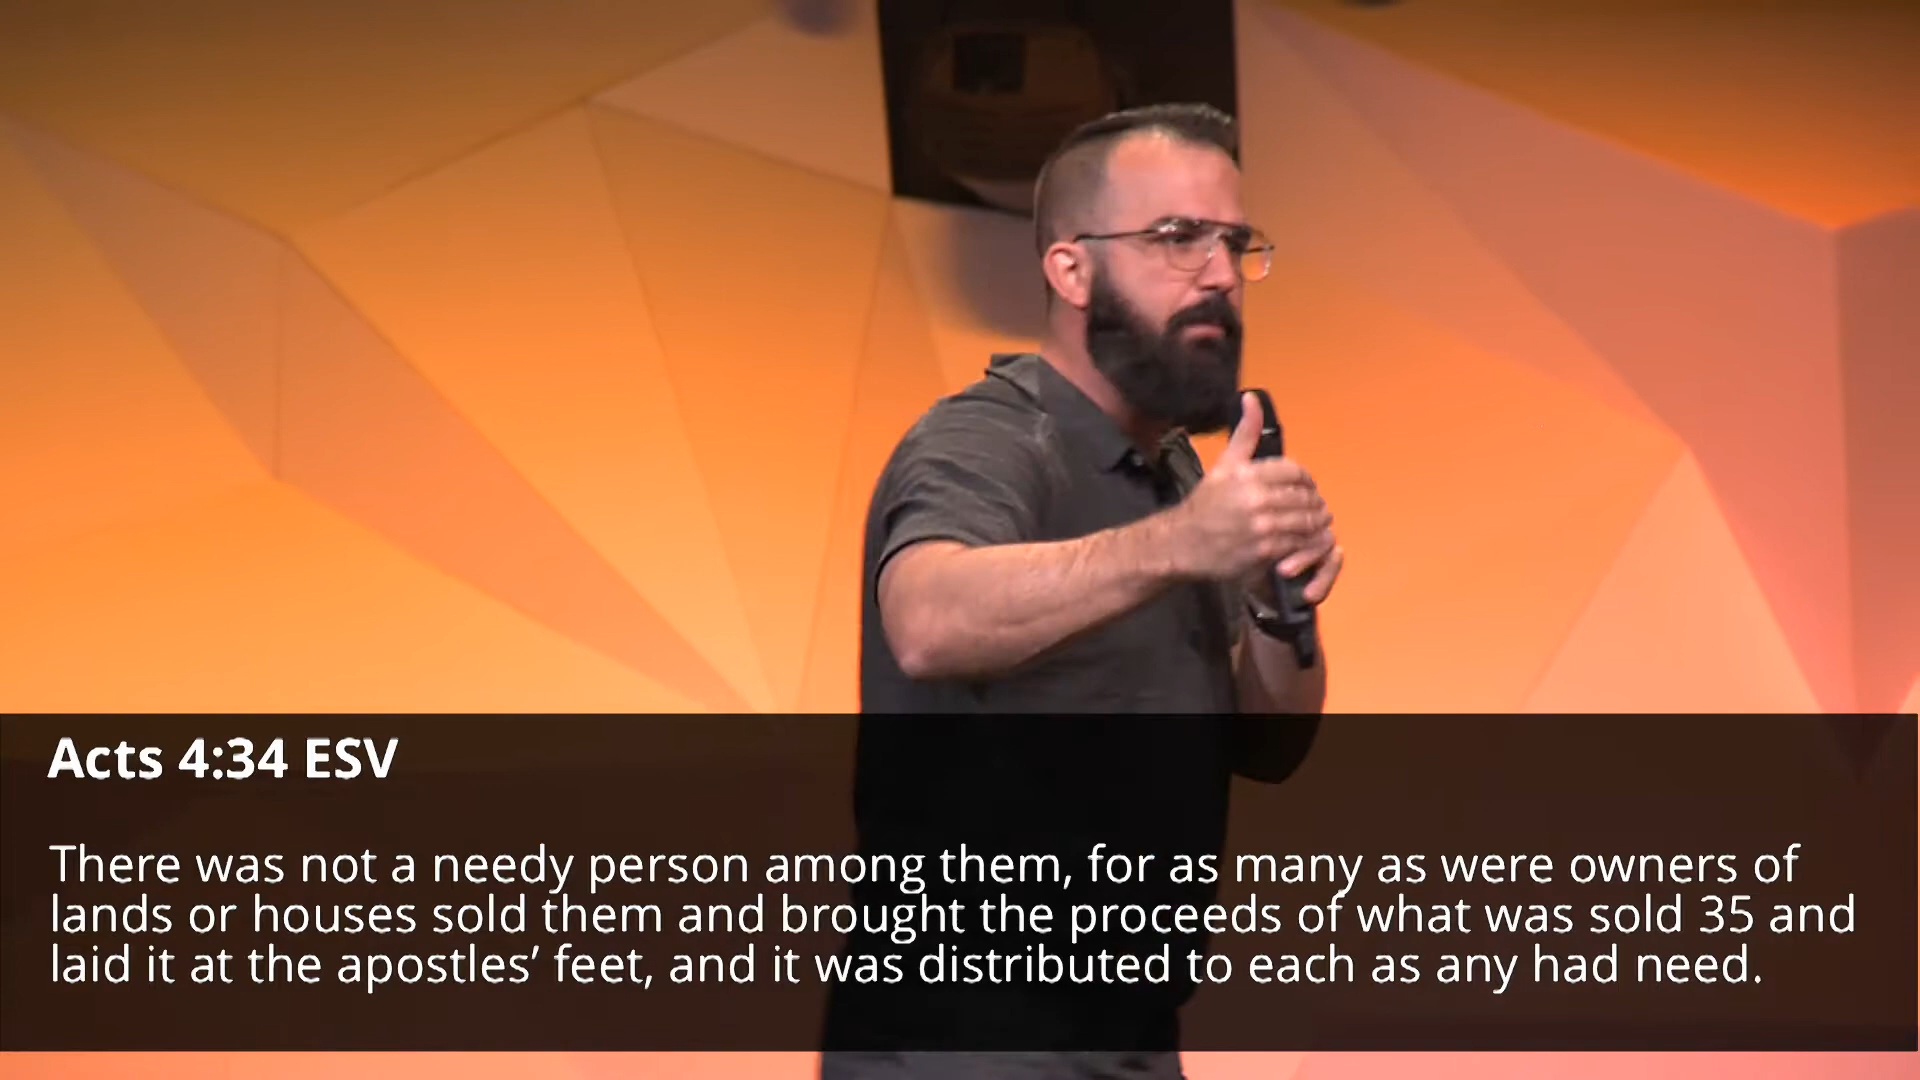 Acts 4:34 ESV
There was not a needy person among them, for as many as were owners of
lands or houses sold them and brought the proceeds of what was sold 35 and
laid it at the apostles’ feet, and it was distributed to each as any had need.